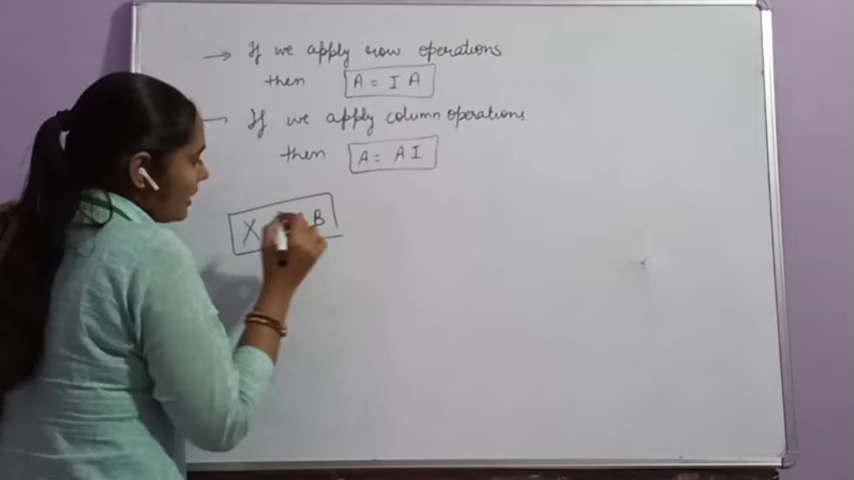 → If we apply row operations
then A = I A
→ If we apply column operations
then A = A I
X B